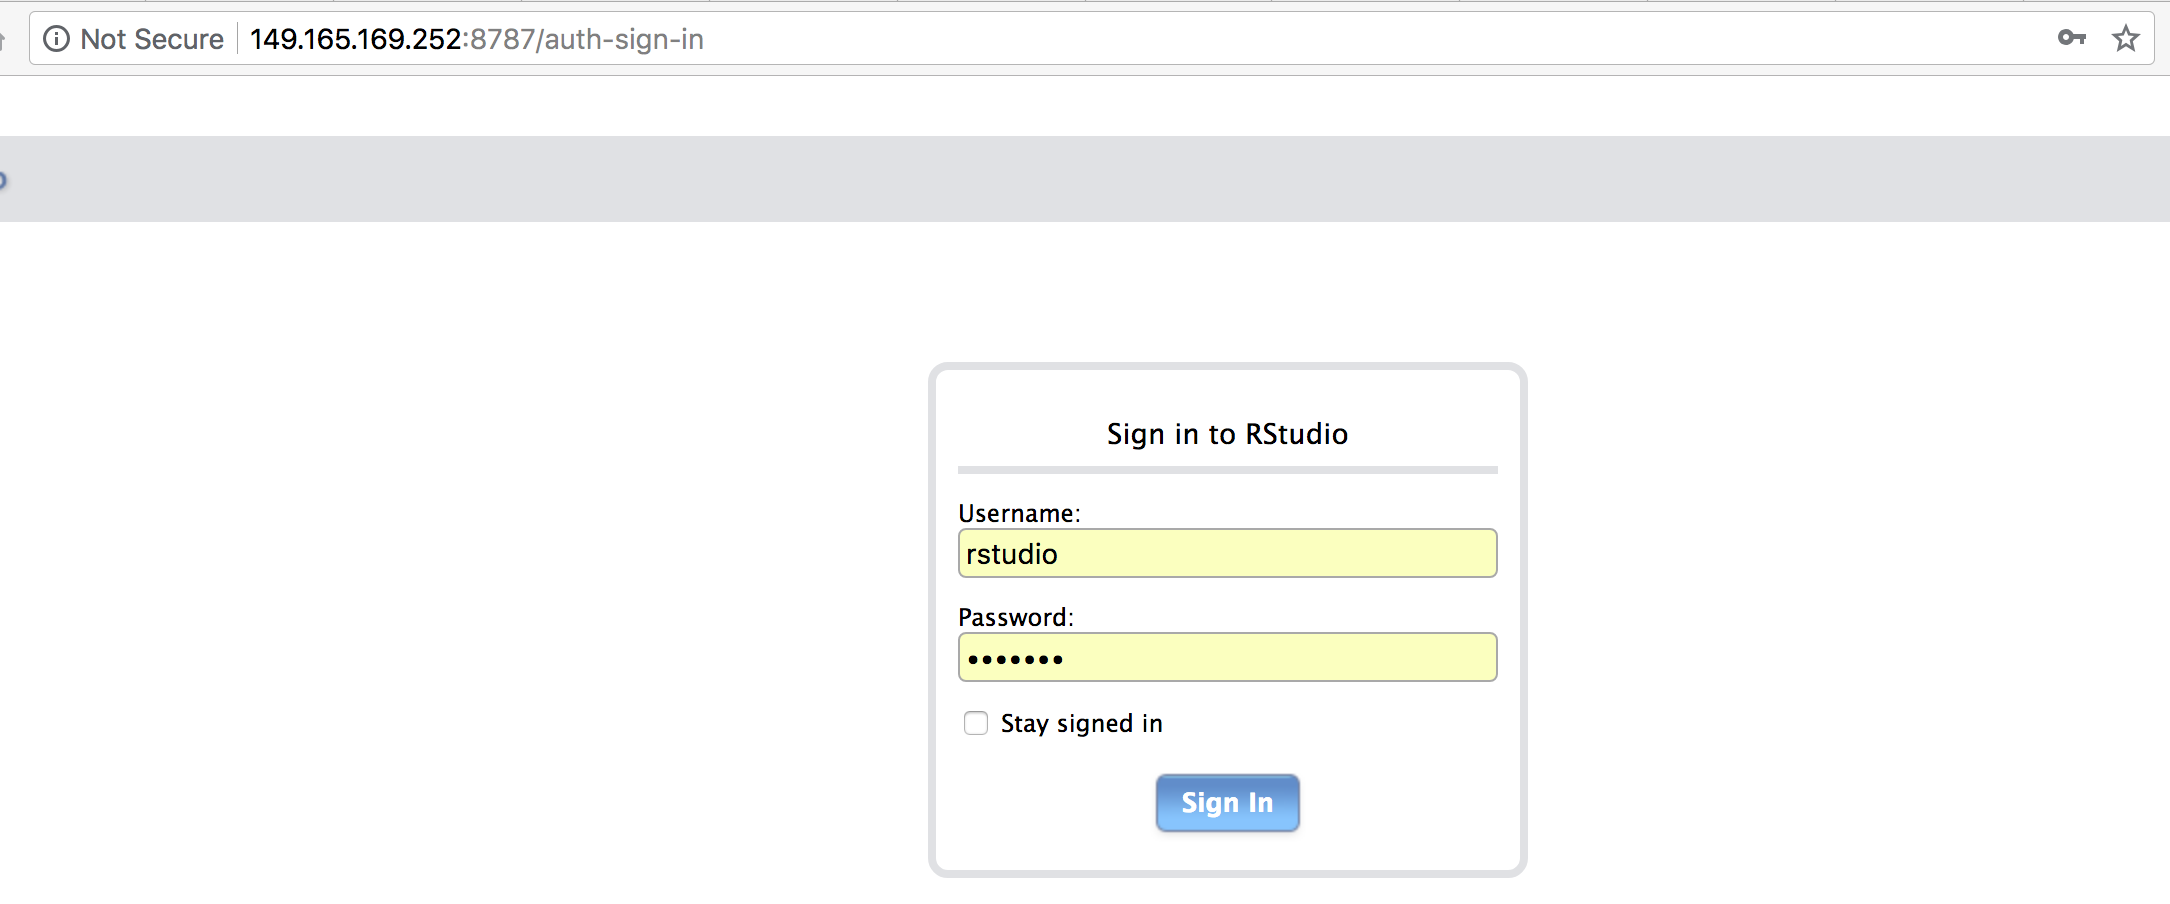 Not Secure 149.165.169.252:8787/auth-sign-in
Sign in to RStudio
Username:
rstudio
Password:
•••••••
Stay signed in
Sign In